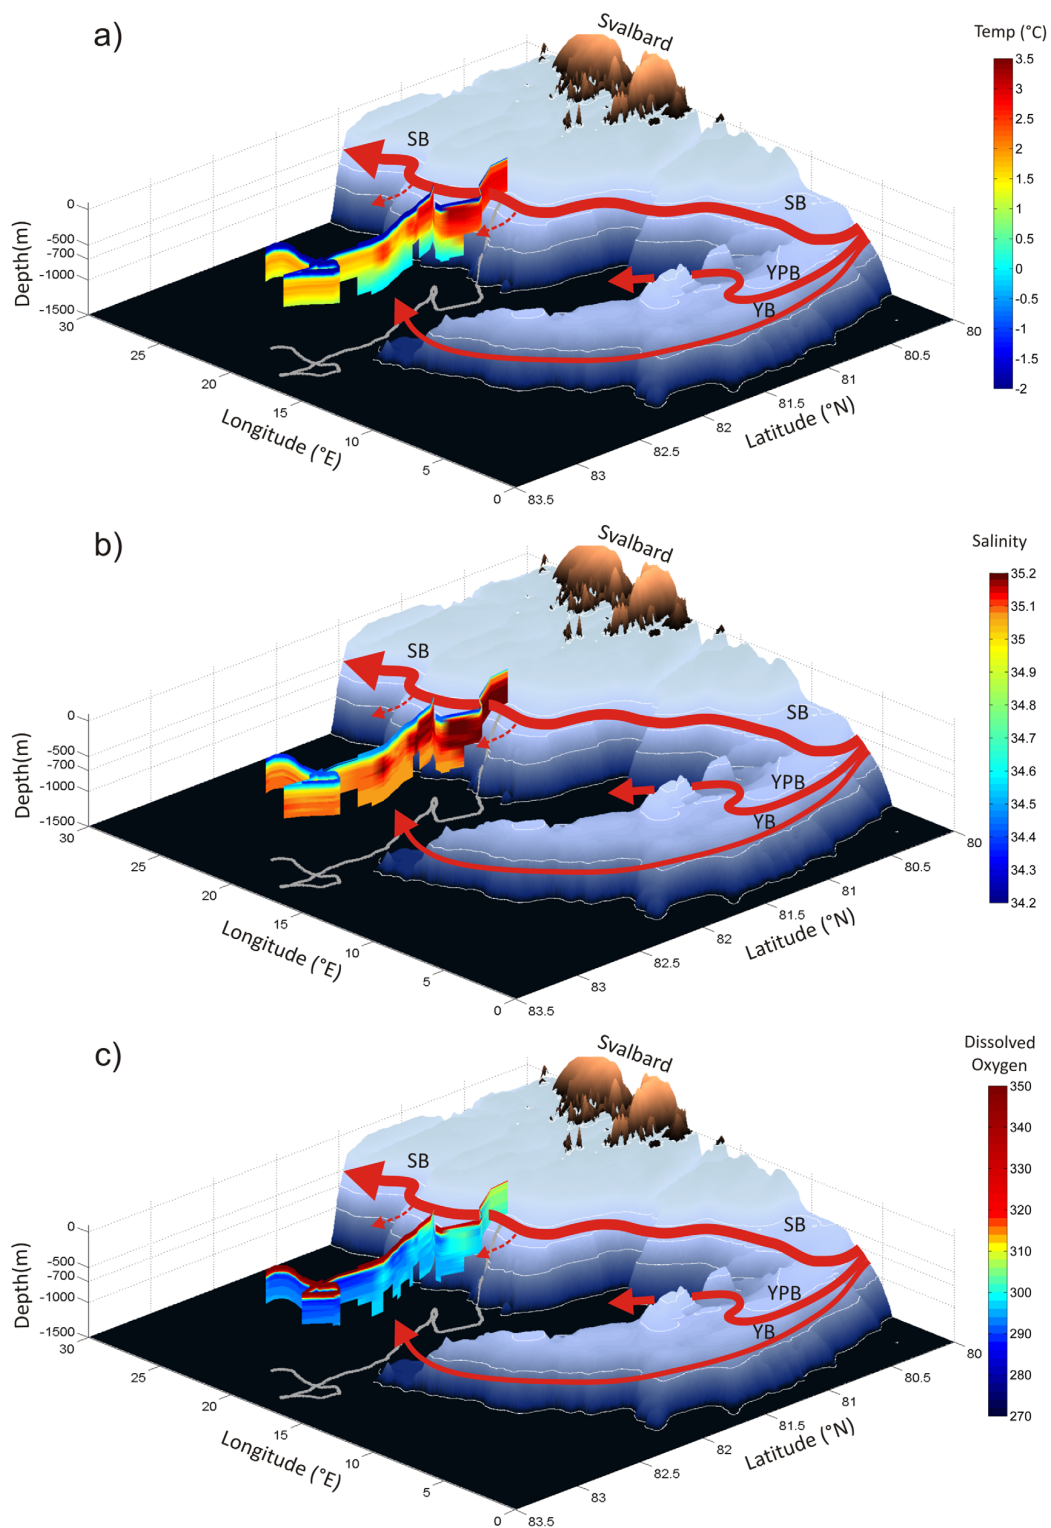 a)
Svalbard
Temp (°C)
3.5
3
2.5
2
1.5
1
0.5
0
-0.5
-1
-1.5
-2
SB
SB
YPB
YB
Depth(m)
0
-500
-700
-1000
-1500
30
25
20
15
10
5
0
Longitude (°E)
83.5
83
82.5
82
81.5
81
80.5
80
Latitude (°N)
b)
Svalbard
Salinity
35.2
35.1
35
34.9
34.8
34.7
34.6
34.5
34.4
34.3
34.2
SB
SB
YPB
YB
Depth(m)
0
-500
-700
-1000
-1500
30
25
20
15
10
5
0
Longitude (°E)
83.5
83
82.5
82
81.5
81
80.5
80
Latitude (°N)
c)
Svalbard
Dissolved
Oxygen
350
340
330
320
310
300
290
280
270
SB
SB
YPB
YB
Depth(m)
0
-500
-700
-1000
-1500
30
25
20
15
10
5
0
Longitude (°E)
83.5
83
82.5
82
81.5
81
80.5
80
Latitude (°N)